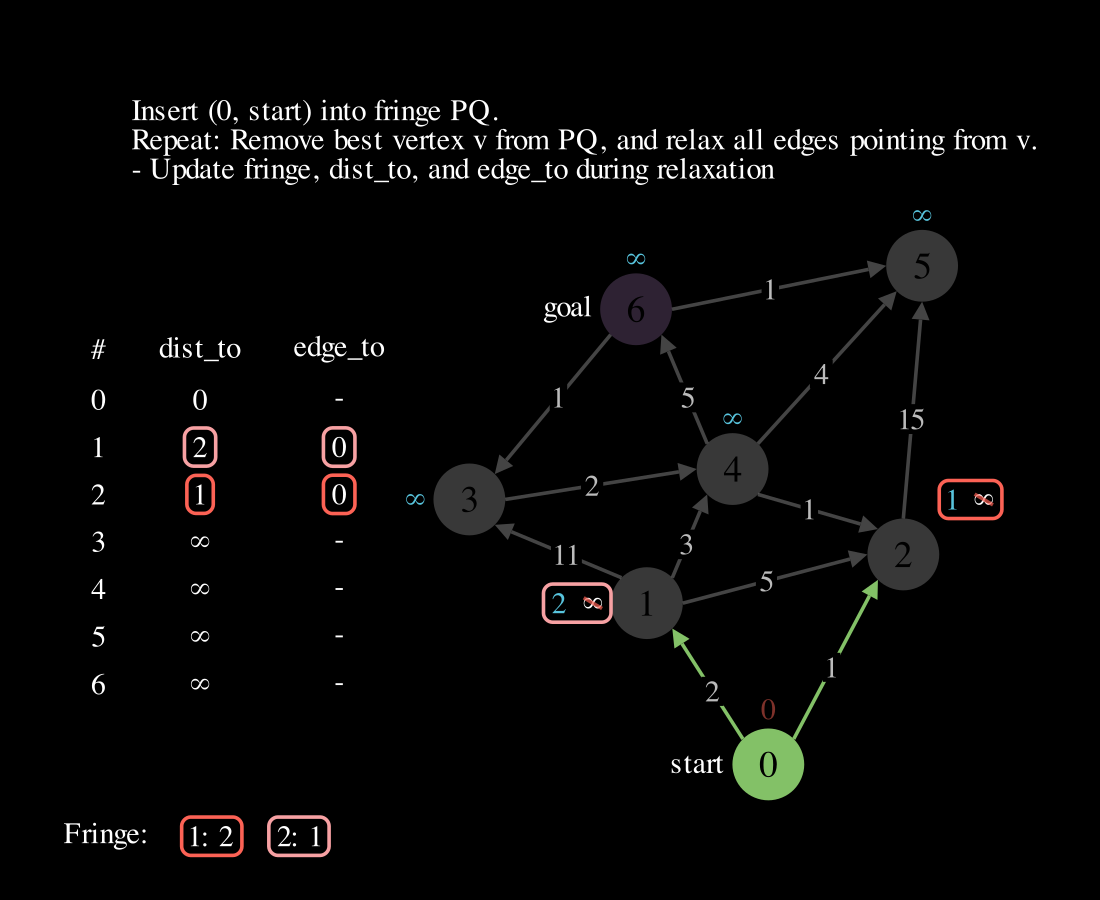 Insert (0, start) into fringe PQ.
Repeat: Remove best vertex v from PQ, and relax all edges pointing from v.
- Update fringe, dist_to, and edge_to during relaxation
∞
∞
5
goal 6
1
# dist_to edge_to
4
0 0 -
1
5
∞
15
1 2 0
4
2 1 0
∞ 3
2
1
1 ∞
3 ∞ -
11
3
2
4 ∞ -
5
2 ∞
1
5 ∞ -
1
6 ∞ -
2
0
start 0
Fringe: 1: 2 2: 1